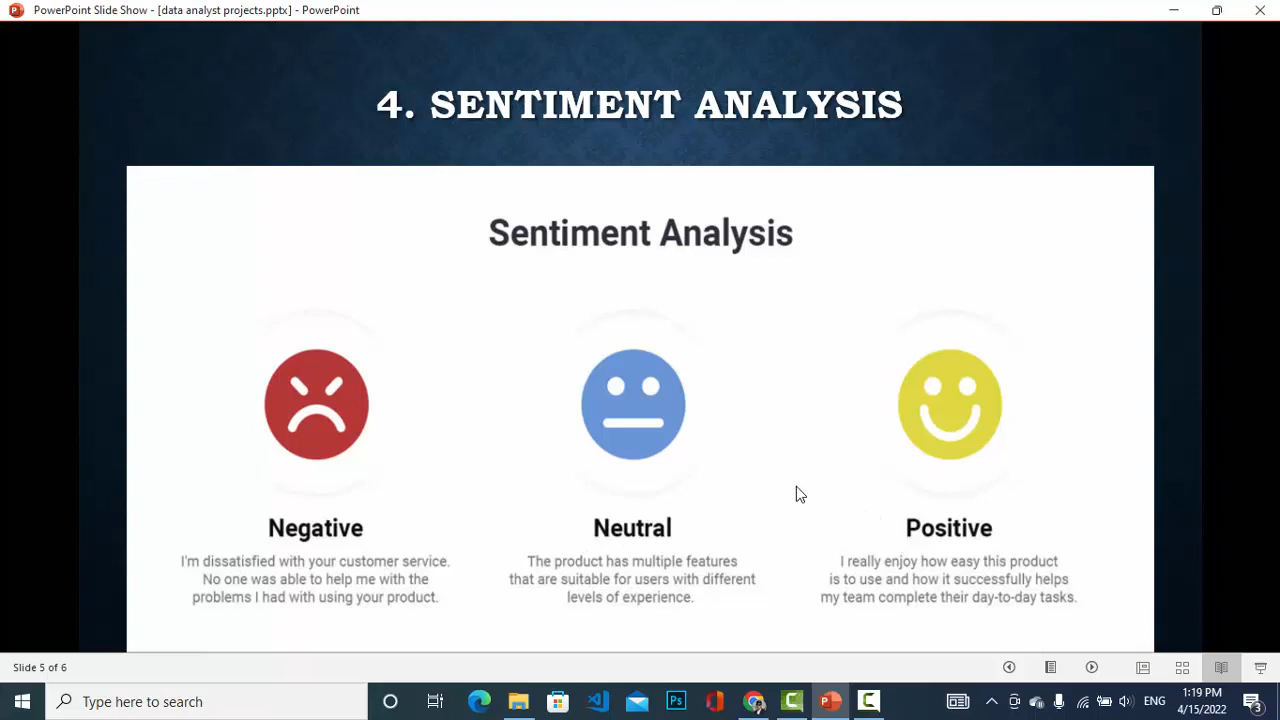 PowerPoint Slide Show - [data analyst projects.pptx] - PowerPoint
4. SENTIMENT ANALYSIS
Sentiment Analysis
Negative
I'm dissatisfied with your customer service.
No one was able to help me with the
problems I had with using your product.
Neutral
The product has multiple features
that are suitable for users with different
levels of experience.
Positive
I really enjoy how easy this product
is to use and how it successfully helps
my team complete their day-to-day tasks.
Slide 5 of 6
Type here to search
Ps
ENG
1:19 PM
4/15/2022
3